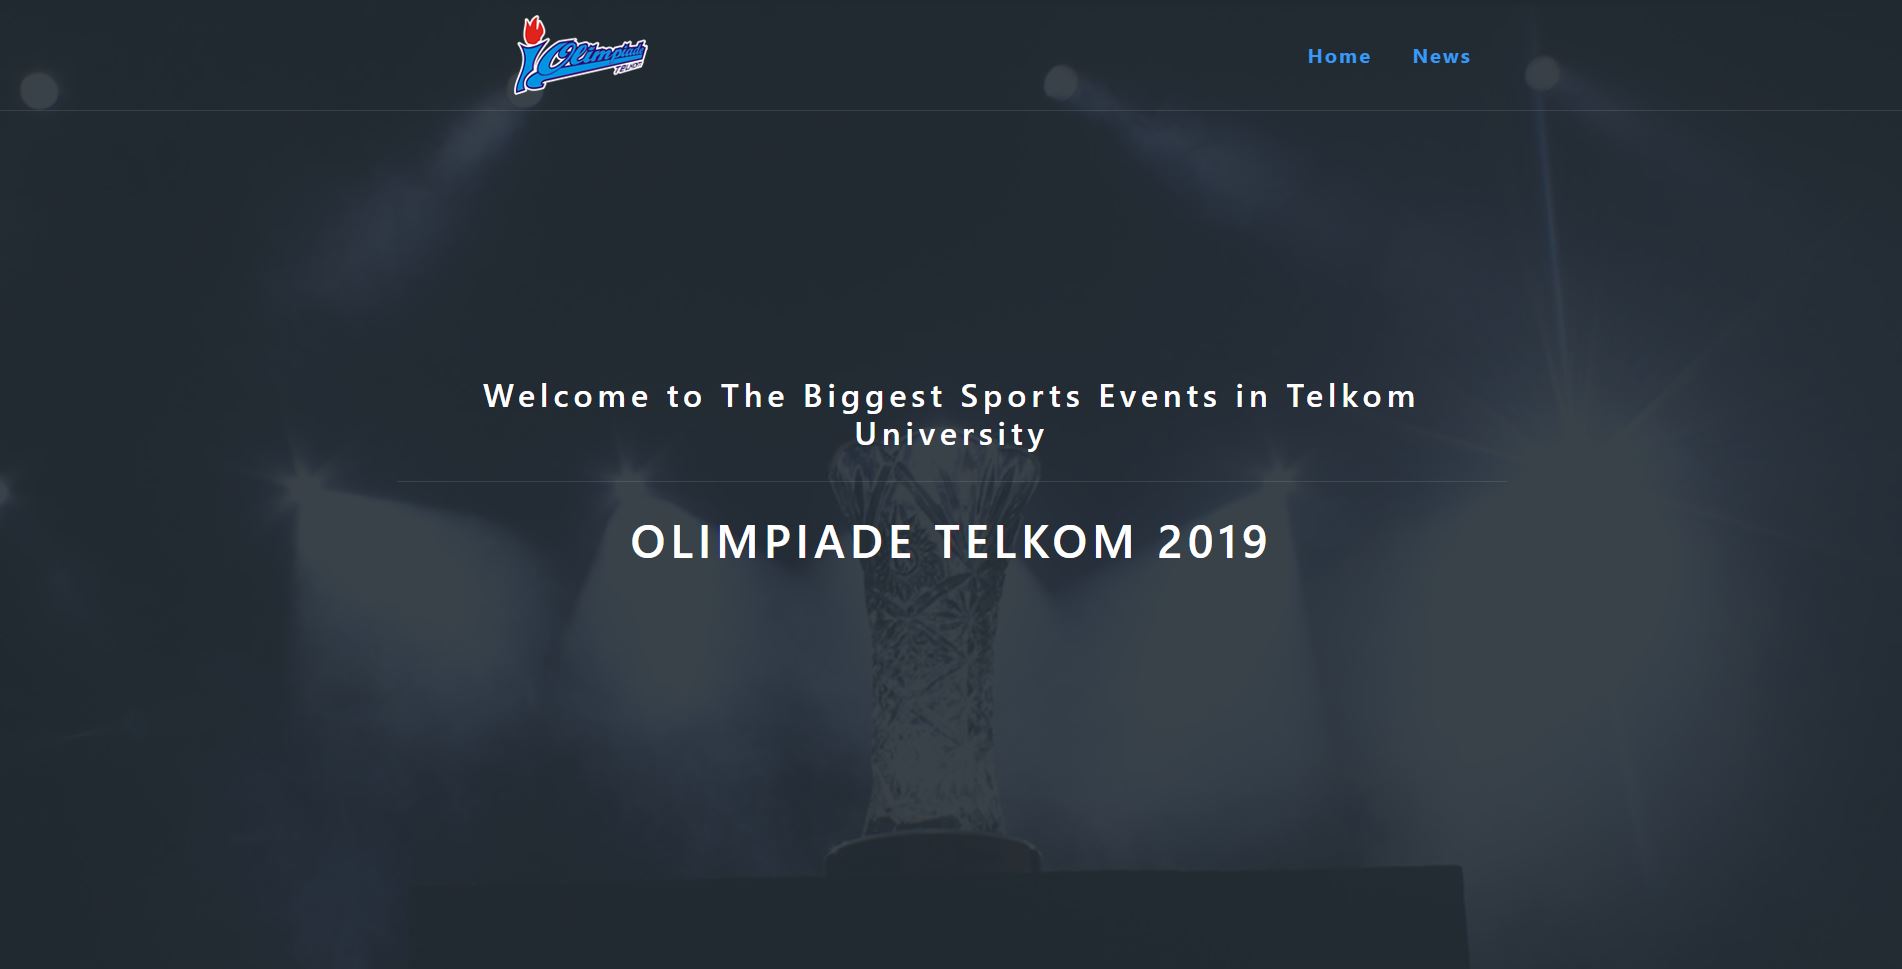 Olimpiade
TELKOM
Home
News
Welcome to The Biggest Sports Events in Telkom
University
OLIMPIADE TELKOM 2019